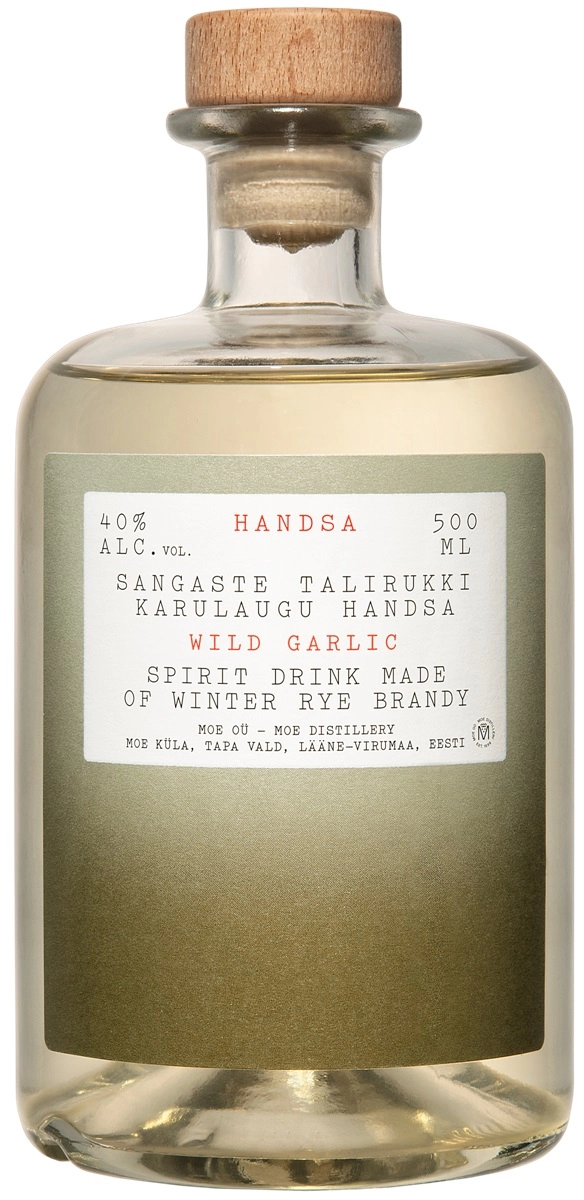 40% HANDSA 500
ALC. VOL. ML
SANGASTE TALIRUKKI
KARULAUGU HANDSA
WILD GARLIC
SPIRIT DRINK MADE
OF WINTER RYE BRANDY
MOE OÜ – MOE DISTILLERY
MOE KÜLA, TAPA VALD, LÄÄNE-VIRUMAA, EESTI